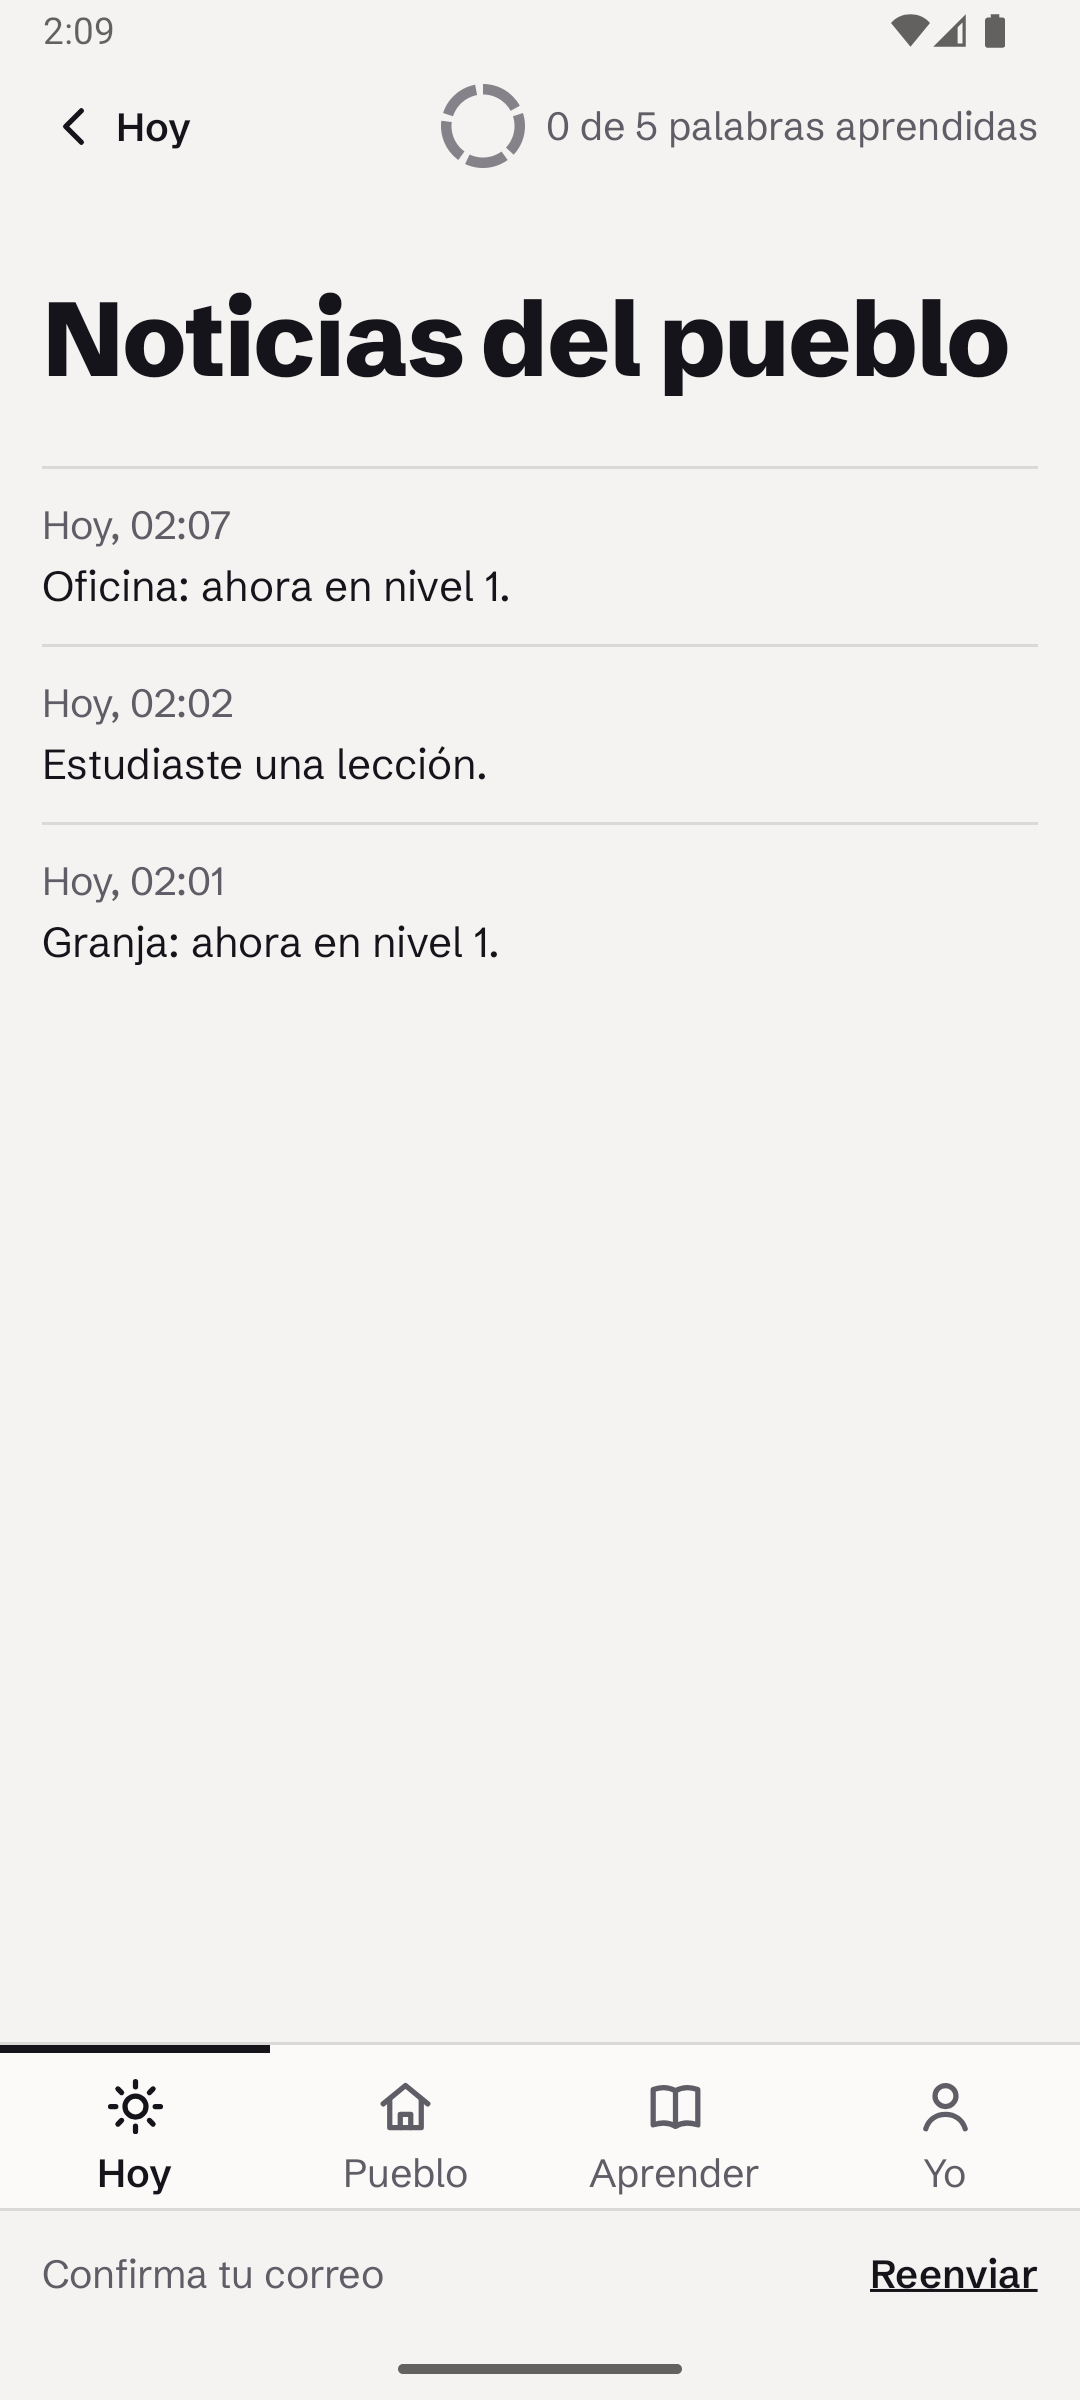 2:09
Hoy
0 de 5 palabras aprendidas
Noticias del pueblo
Hoy, 02:07
Oficina: ahora en nivel 1.
Hoy, 02:02
Estudiaste una lección.
Hoy, 02:01
Granja: ahora en nivel 1.
Hoy
Pueblo
Aprender
Yo
Confirma tu correo
Reenviar